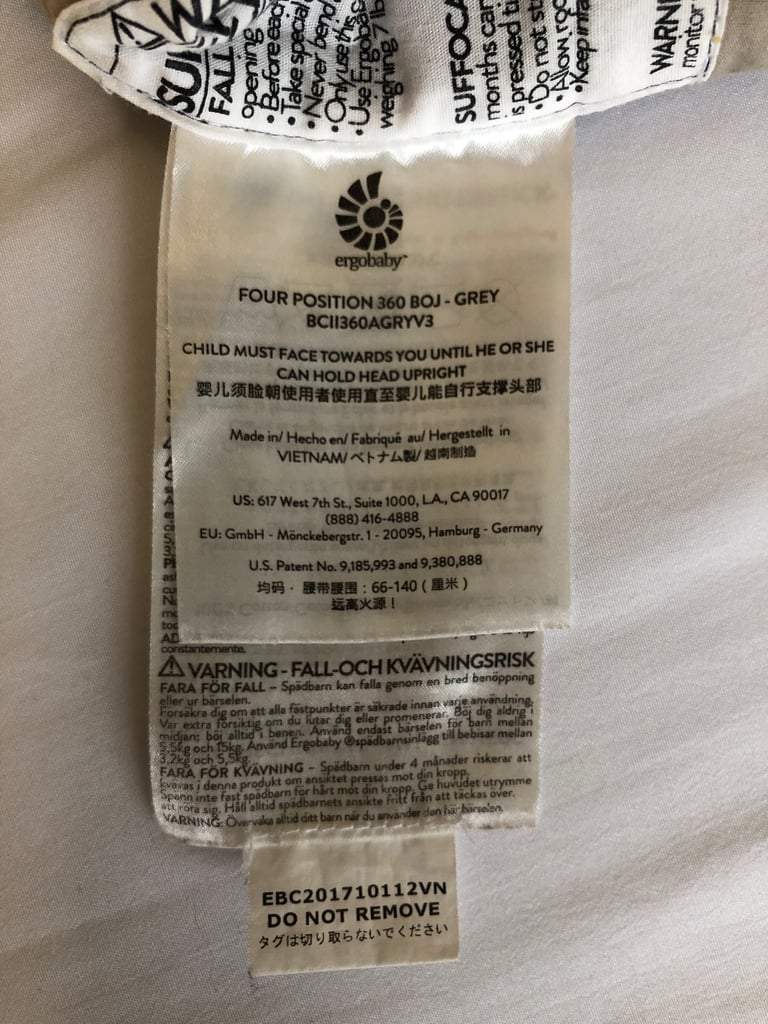 SUF
FALL
opening
• Before each
• Take special
• Never bend
• Only use this
• Use Ergobab
weighing 7 lb
SUFFOCA
months can
is pressed ti
• Do not st
• Allow roo
• Keep infa
WARNI
monitor
ergobaby™
FOUR POSITION 360 BOJ - GREY
BCII360AGRYV3
CHILD MUST FACE TOWARDS YOU UNTIL HE OR SHE
CAN HOLD HEAD UPRIGHT
婴儿须脸朝使用者使用直至婴儿能自行支撑头部
Made in/ Hecho en/ Fabriqué au/ Hergestellt in
VIETNAM/ ベトナム製/ 越南制造
US: 617 West 7th St., Suite 1000, L.A., CA 90017
(888) 416-4888
EU: GmbH - Mönckebergstr. 1 - 20095, Hamburg - Germany
U.S. Patent No. 9,185,993 and 9,380,888
均码 · 腰带腰围：66-140（厘米）
远离火源！
constantemente.
⚠ VARNING - FALL-OCH KVÄVNINGSRISK
FARA FÖR FALL – Spädbarn kan falla genom en bred benöppning
eller ur bärselen.
Försäkra dig om att alla fästpunkter är säkrade innan varje användning.
Var extra försiktig om du lutar dig eller promenerar. Böj dig aldrig i
midjan; böj alltid i benen. Använd endast bärselen för barn mellan
5,5kg och 15kg. Använd Ergobaby ®spädbarnsinlägg till bebisar mellan
3,2kg och 5,5kg.
FARA FÖR KVÄVNING – Spädbarn under 4 månader riskerar att
kvävas i denna produkt om ansiktet pressas mot din kropp.
Spänn inte fast spädbarn för hårt mot din kropp. Ge huvudet utrymme
att röra sig. Håll alltid spädbarnets ansikte fritt från att täckas över.
VARNING: Övervaka alltid ditt barn när du använder den här bärselen.
EBC201710112VN
DO NOT REMOVE
タグは切り取らないでください